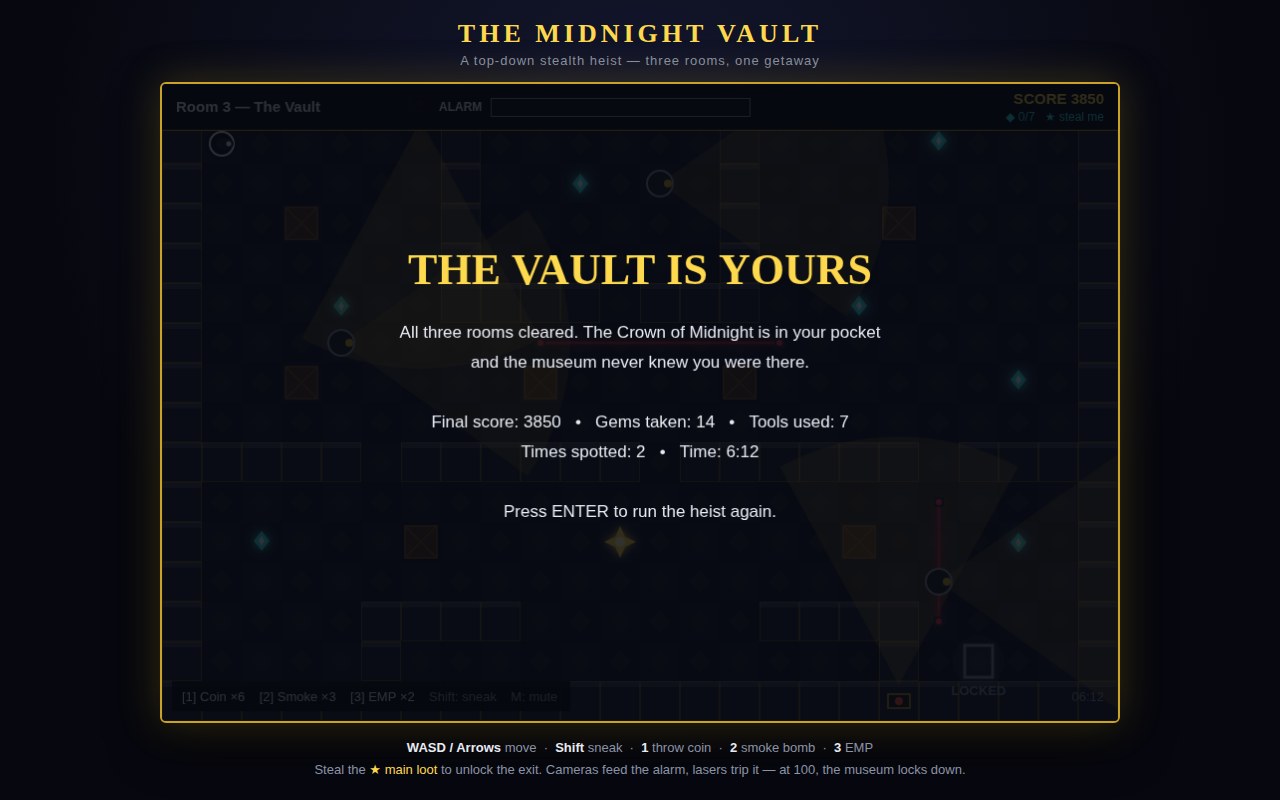 THE MIDNIGHT VAULT
A top-down stealth heist — three rooms, one getaway
Room 3 — The Vault
ALARM
SCORE 3850
◆ 0/7 ★ steal me
THE VAULT IS YOURS
All three rooms cleared. The Crown of Midnight is in your pocket
and the museum never knew you were there.
Final score: 3850 • Gems taken: 14 • Tools used: 7
Times spotted: 2 • Time: 6:12
Press ENTER to run the heist again.
LOCKED
[1] Coin ×6 [2] Smoke ×3 [3] EMP ×2 Shift: sneak M: mute
06:12
WASD / Arrows move · Shift sneak · 1 throw coin · 2 smoke bomb · 3 EMP
Steal the ★ main loot to unlock the exit. Cameras feed the alarm, lasers trip it — at 100, the museum locks down.